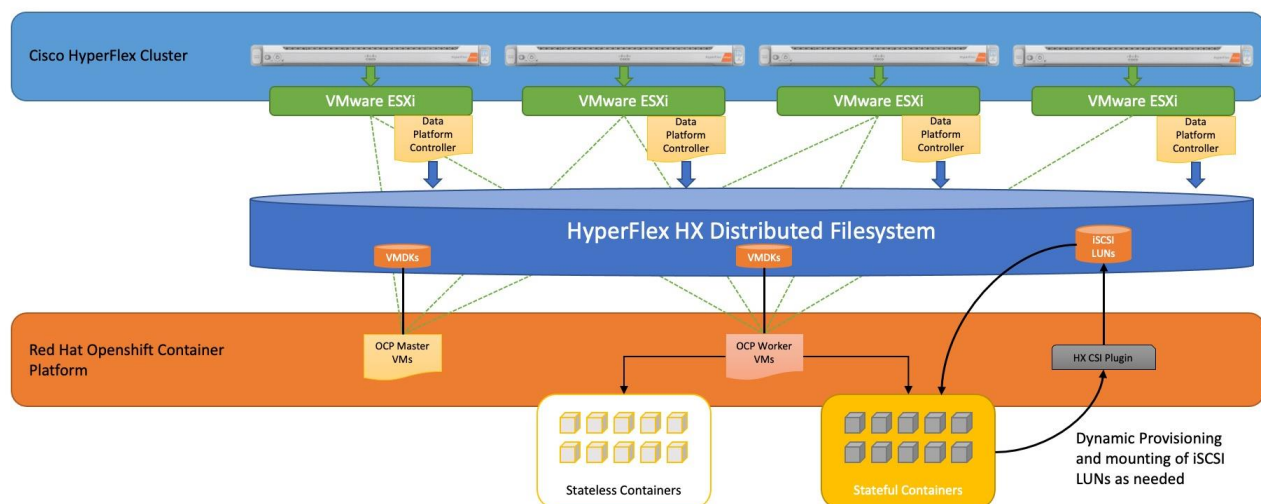 Cisco HyperFlex Cluster
VMware ESXi
VMware ESXi
VMware ESXi
VMware ESXi
Data
Platform
Controller
Data
Platform
Controller
Data
Platform
Controller
Data
Platform
Controller
HyperFlex HX Distributed Filesystem
VMDKs
VMDKs
iSCSI
LUNs
Red Hat Openshift Container
Platform
OCP Master
VMs
OCP Worker
VMs
HX CSI Plugin
Stateless Containers
Stateful Containers
Dynamic Provisioning
and mounting of iSCSI
LUNs as needed